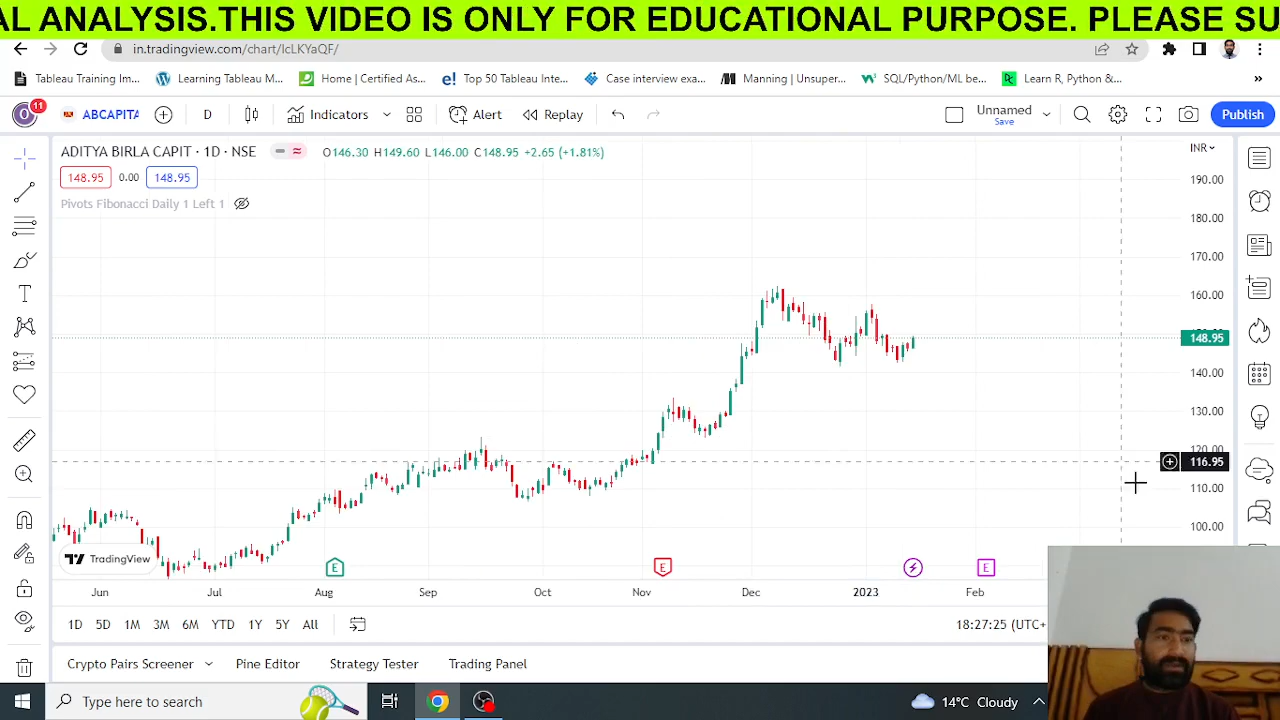 AL ANALYSIS.THIS VIDEO IS ONLY FOR EDUCATIONAL PURPOSE. PLEASE SU
in.tradingview.com/chart/IcLKYaQF/
Tableau Training Im... Learning Tableau M... Home | Certified As... Top 50 Tableau Inte... Case interview exa... Manning | Unsuper... SQL/Python/ML be... Learn R, Python &... »
O 11 ABCAPITA D Indicators Alert Replay Unnamed Save Publish
ADITYA BIRLA CAPIT · 1D · NSE O146.30 H149.60 L146.00 C148.95 +2.65 (+1.81%) INR
148.95 0.00 148.95
Pivots Fibonacci Daily 1 Left 1
190.00
180.00
170.00
160.00
148.95
140.00
130.00
120.00
116.95
110.00
100.00
TradingView
E E E
Jun Jul Aug Sep Oct Nov Dec 2023 Feb
1D 5D 1M 3M 6M YTD 1Y 5Y All 18:27:25 (UTC+
Crypto Pairs Screener Pine Editor Strategy Tester Trading Panel
Type here to search 14°C Cloudy